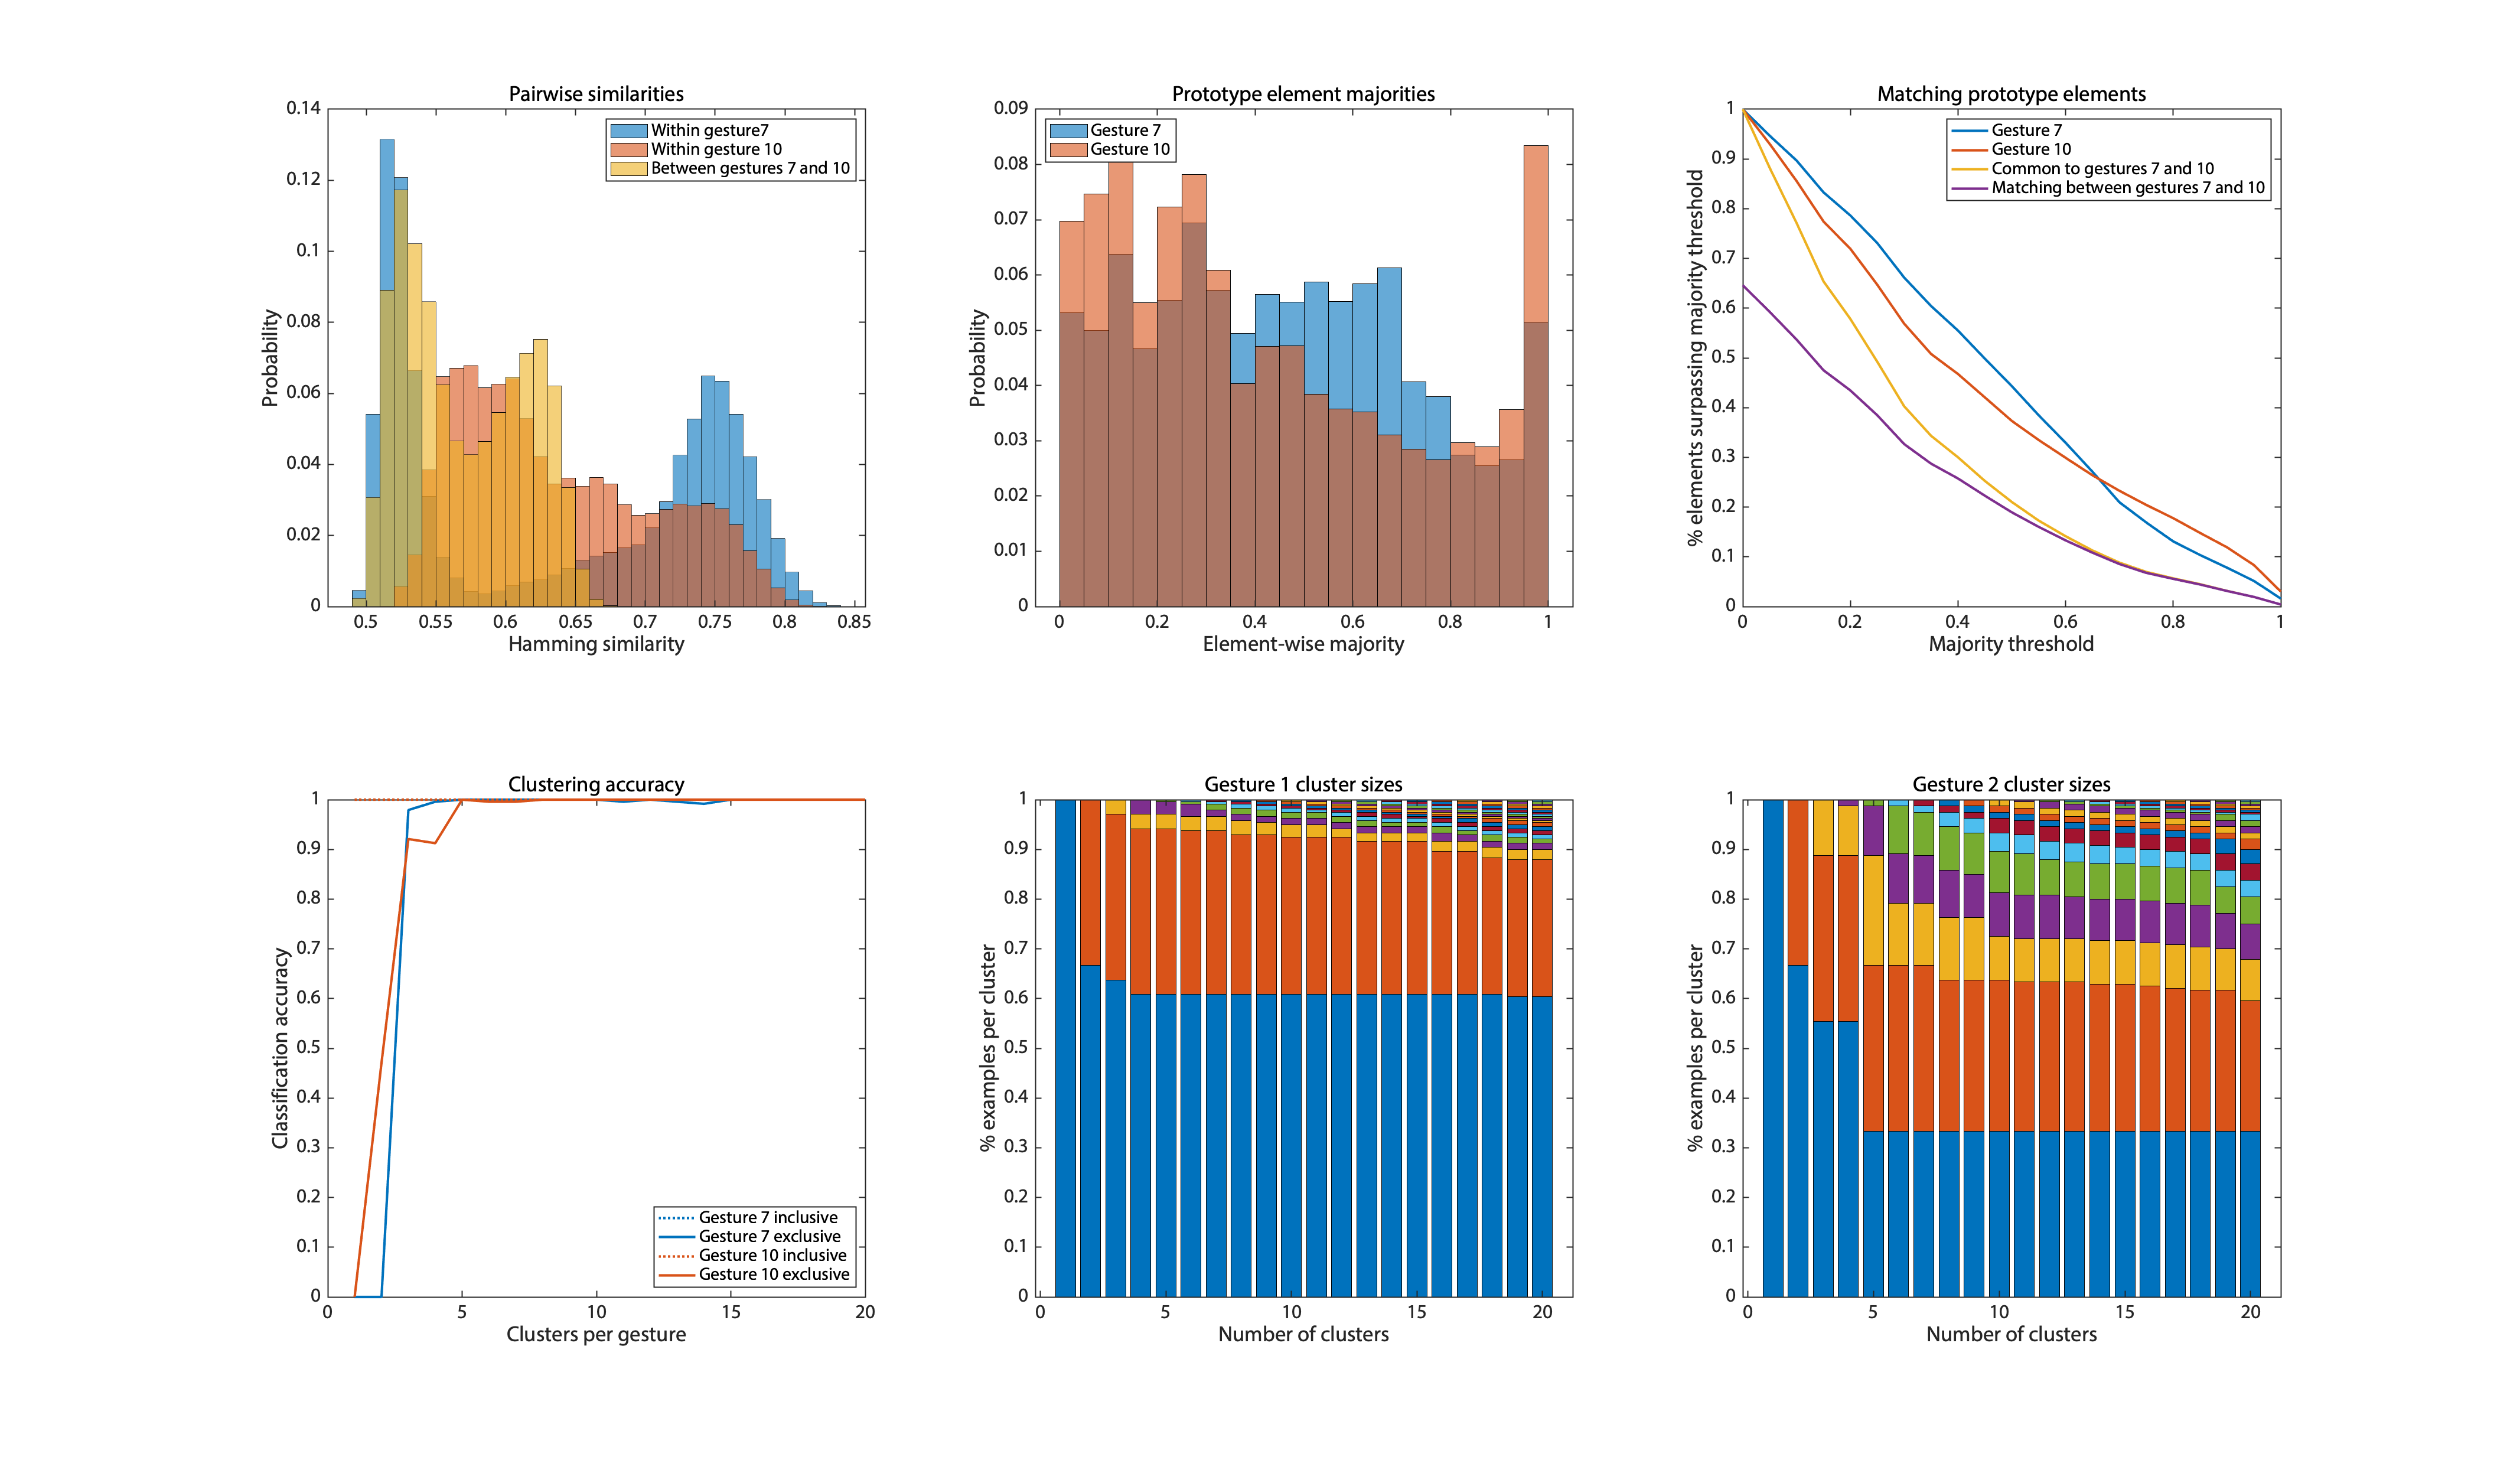 Pairwise similarities
0.14
0.12
0.1
0.08
0.06
0.04
0.02
0
Probability
Within gesture7
Within gesture 10
Between gestures 7 and 10
0.5 0.55 0.6 0.65 0.7 0.75 0.8 0.85
Hamming similarity
Prototype element majorities
0.09
0.08
0.07
0.06
0.05
0.04
0.03
0.02
0.01
0
Probability
Gesture 7
Gesture 10
0 0.2 0.4 0.6 0.8 1
Element-wise majority
Matching prototype elements
1
0.9
0.8
0.7
0.6
0.5
0.4
0.3
0.2
0.1
0
% elements surpassing majority threshold
Gesture 7
Gesture 10
Common to gestures 7 and 10
Matching between gestures 7 and 10
0 0.2 0.4 0.6 0.8 1
Majority threshold
Clustering accuracy
1
0.9
0.8
0.7
0.6
0.5
0.4
0.3
0.2
0.1
0
Classification accuracy
Gesture 7 inclusive
Gesture 7 exclusive
Gesture 10 inclusive
Gesture 10 exclusive
0 5 10 15 20
Clusters per gesture
Gesture 1 cluster sizes
1
0.9
0.8
0.7
0.6
0.5
0.4
0.3
0.2
0.1
0
% examples per cluster
0 5 10 15 20
Number of clusters
Gesture 2 cluster sizes
1
0.9
0.8
0.7
0.6
0.5
0.4
0.3
0.2
0.1
0
% examples per cluster
0 5 10 15 20
Number of clusters